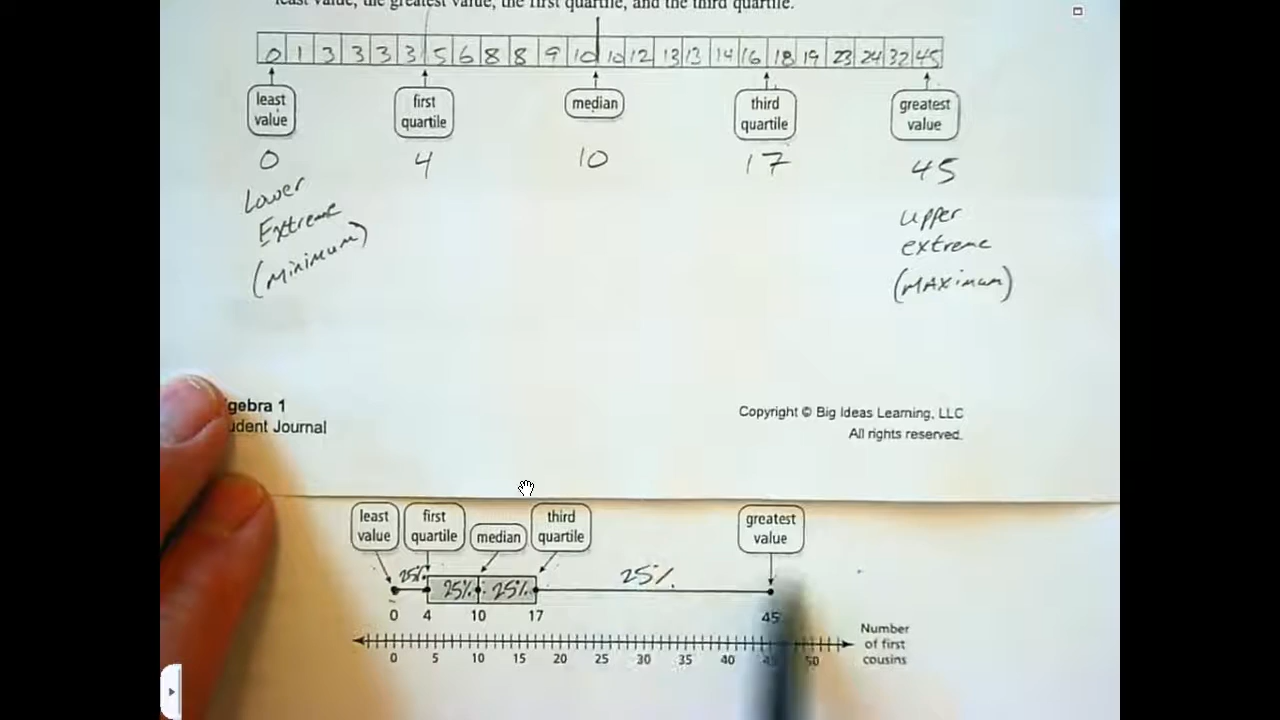 least value, the greatest value, the first quartile, and the third quartile.
0 1 3 3 3 3 5 6 8 8 9 10 10 12 13 13 14 16 18 19 23 24 32 45
least value
first quartile
median
third quartile
greatest value
0 4 10 17 45
Lower
Extreme
(Minimum)
upper
extreme
(MAXimum)
gebra 1
udent Journal
Copyright © Big Ideas Learning, LLC
All rights reserved.
least value
first quartile
median
third quartile
greatest value
25% 25% 25% 25%
0 4 10 17 45
0 5 10 15 20 25 30 35 40 45 50
Number
of first
cousins